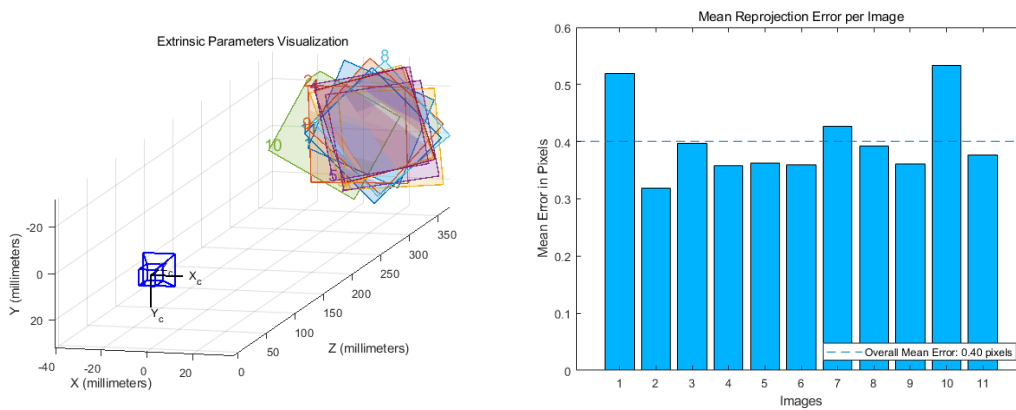 Extrinsic Parameters Visualization
8
10
-20
0
20
Y (millimeters)
X_c
Y_c
-40
-20
0
20
X (millimeters)
0
50
100
150
200
250
300
350
Z (millimeters)
Mean Reprojection Error per Image
0.6
0.5
0.4
0.3
0.2
0.1
0
Mean Error in Pixels
Overall Mean Error: 0.40 pixels
1 2 3 4 5 6 7 8 9 10 11
Images